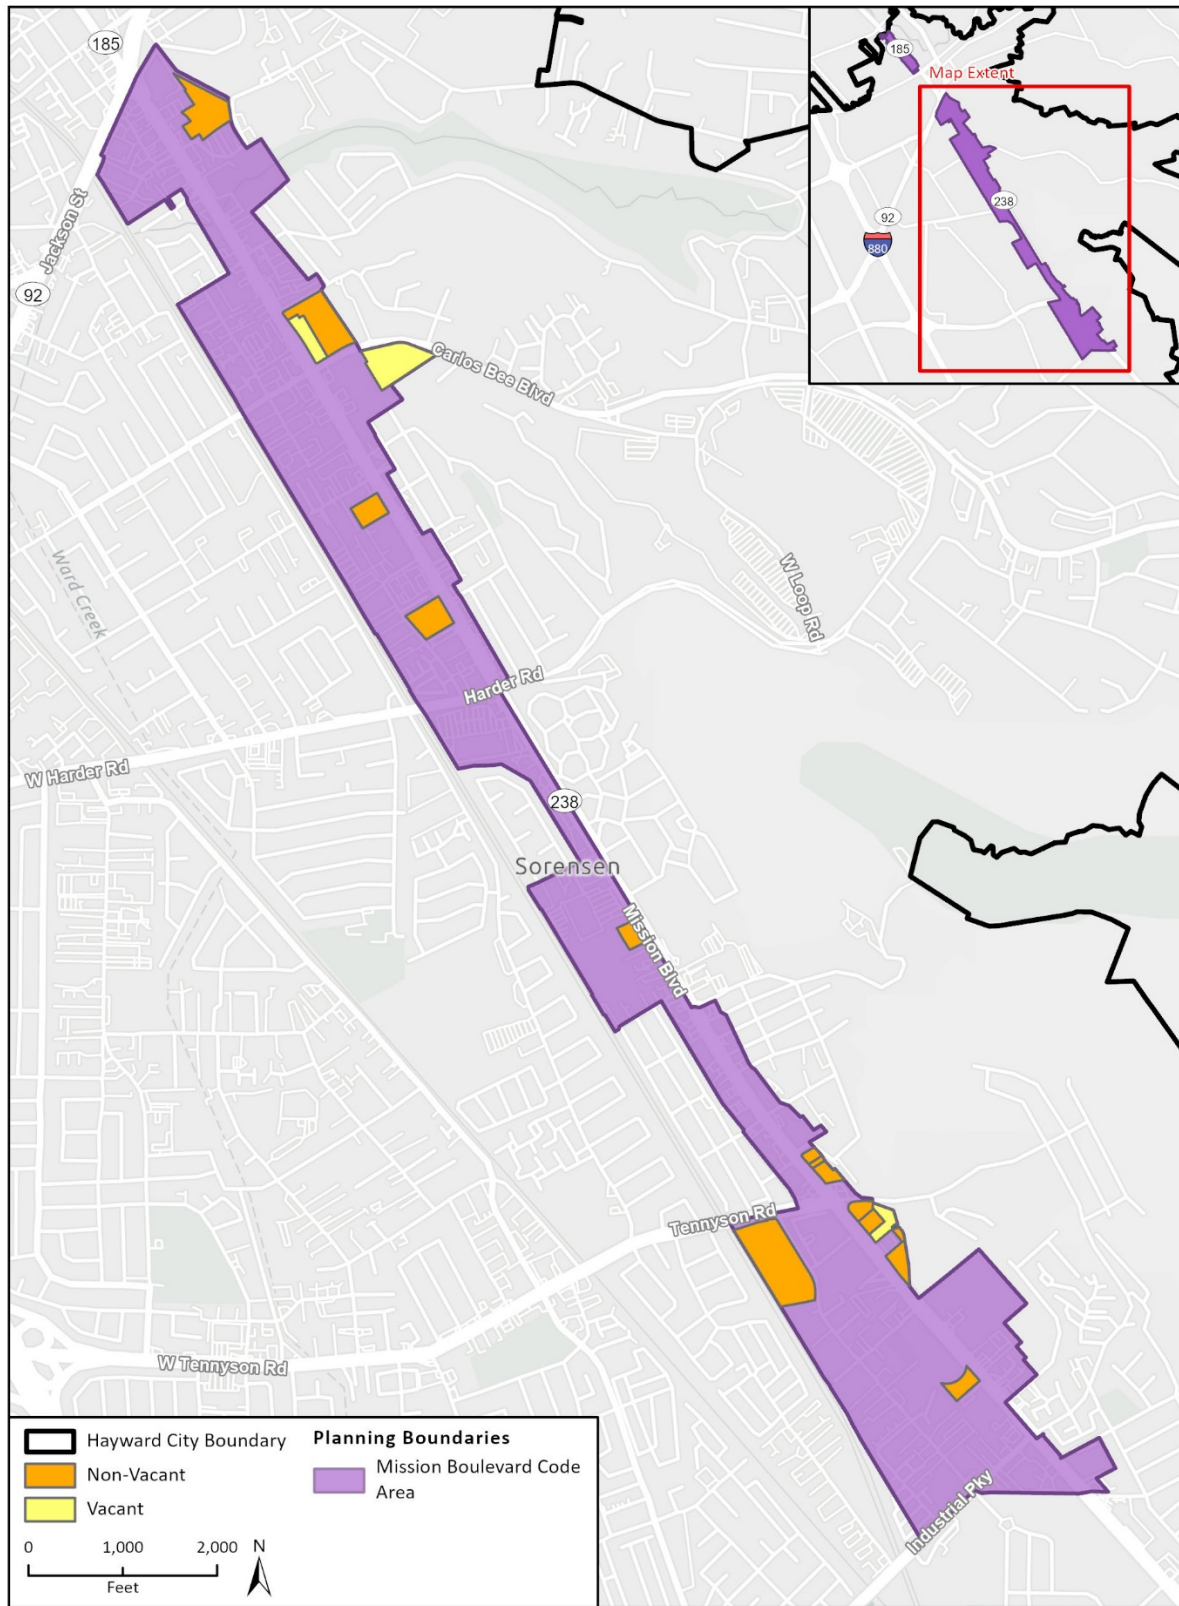 185
185
Map Extent
238
92
880
Jackson St
92
Carlos Bee Blvd
Ward Creek
W Loop Rd
Harder Rd
W Harder Rd
238
Sorensen
Mission Blvd
Tennyson Rd
W Tennyson Rd
Industrial Pky
Hayward City Boundary
Non-Vacant
Vacant
Planning Boundaries
Mission Boulevard Code
Area
0 1,000 2,000
Feet
N